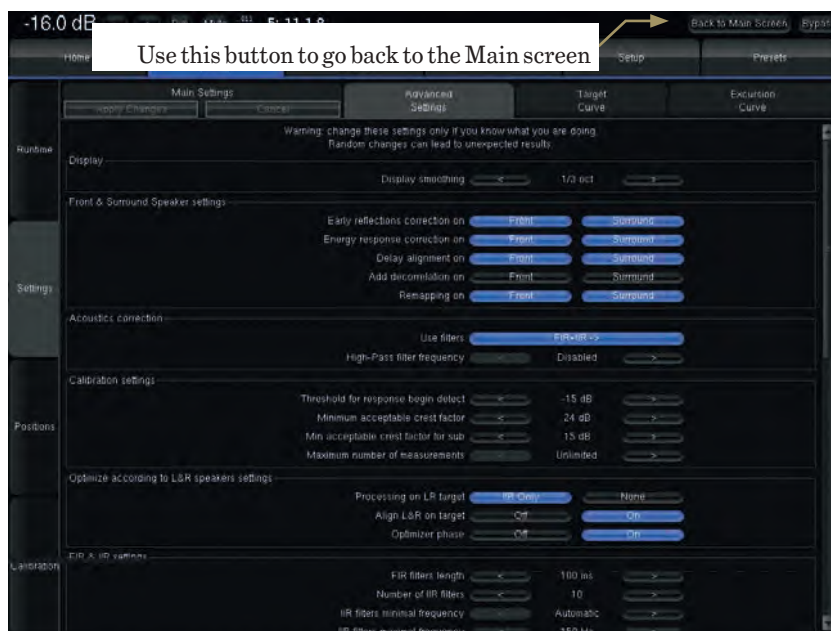 -16.0 dB
Back to Main Screen
Use this button to go back to the Main screen
Home
Setup
Presets
Main Settings
Apply Changes
Cancel
Advanced
Settings
Target
Curve
Excursion
Curve
Runtime
Settings
Positions
Calibration
Warning: change these settings only if you know what you are doing
Random changes can lead to unexpected results
Display
Display smoothing < 1/3 oct >
Front & Surround Speaker settings
Early reflections correction on Front Surround
Energy response correction on Front Surround
Delay alignment on Front Surround
Add decorrelation on Front Surround
Remapping on Front Surround
Acoustics correction
Use filters FIR+IIR ->
High-Pass filter frequency < Disabled >
Calibration settings
Threshold for response begin detect < -15 dB >
Minimum acceptable crest factor < 24 dB >
Min acceptable crest factor for sub < 15 dB >
Maximum number of measurements < Unlimited >
Optimize according to L&R speakers settings
Processing on LR target IIR Only None
Align L&R on target Off On
Optimizer phase Off On
FIR & IIR settings
FIR filters length < 100 ms >
Number of IIR filters < 10 >
IIR filters minimal frequency < Automatic >